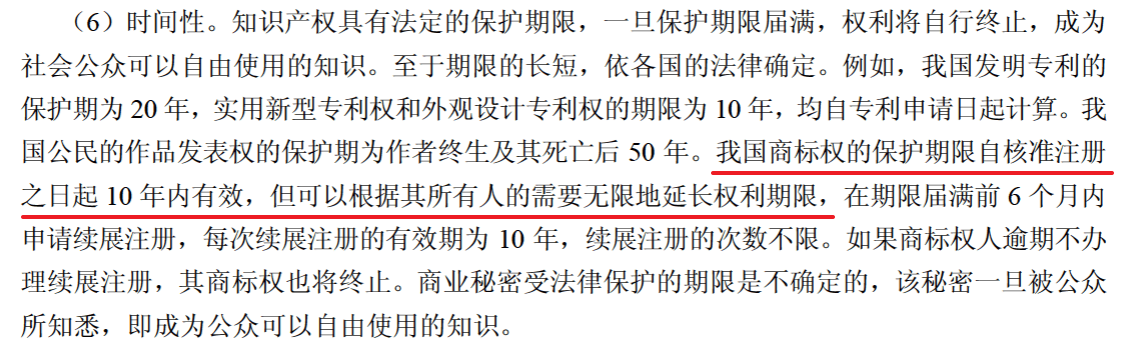 （6）时间性。知识产权具有法定的保护期限，一旦保护期限届满，权利将自行终止，成为
社会公众可以自由使用的知识。至于期限的长短，依各国的法律确定。例如，我国发明专利的
保护期为 20 年，实用新型专利权和外观设计专利权的期限为 10 年，均自专利申请日起计算。我
国公民的作品发表权的保护期为作者终生及其死亡后 50 年。我国商标权的保护期限自核准注册
之日起 10 年内有效，但可以根据其所有人的需要无限地延长权利期限，在期限届满前 6 个月内
申请续展注册，每次续展注册的有效期为 10 年，续展注册的次数不限。如果商标权人逾期不办
理续展注册，其商标权也将终止。商业秘密受法律保护的期限是不确定的，该秘密一旦被公众
所知悉，即成为公众可以自由使用的知识。